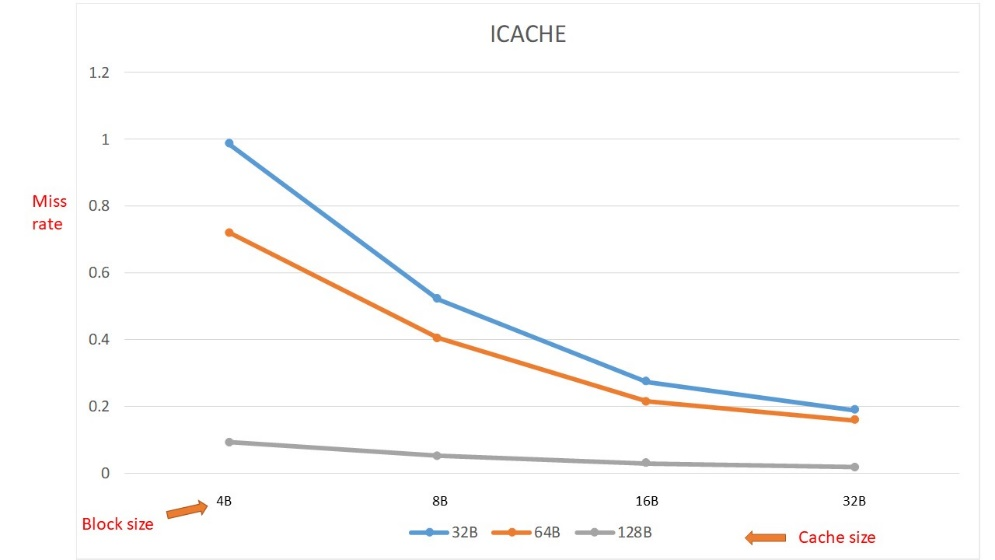 ICACHE
1.2
1
0.8
0.6
0.4
0.2
0
Miss
rate
4B 8B 16B 32B
Block size
32B 64B 128B
Cache size